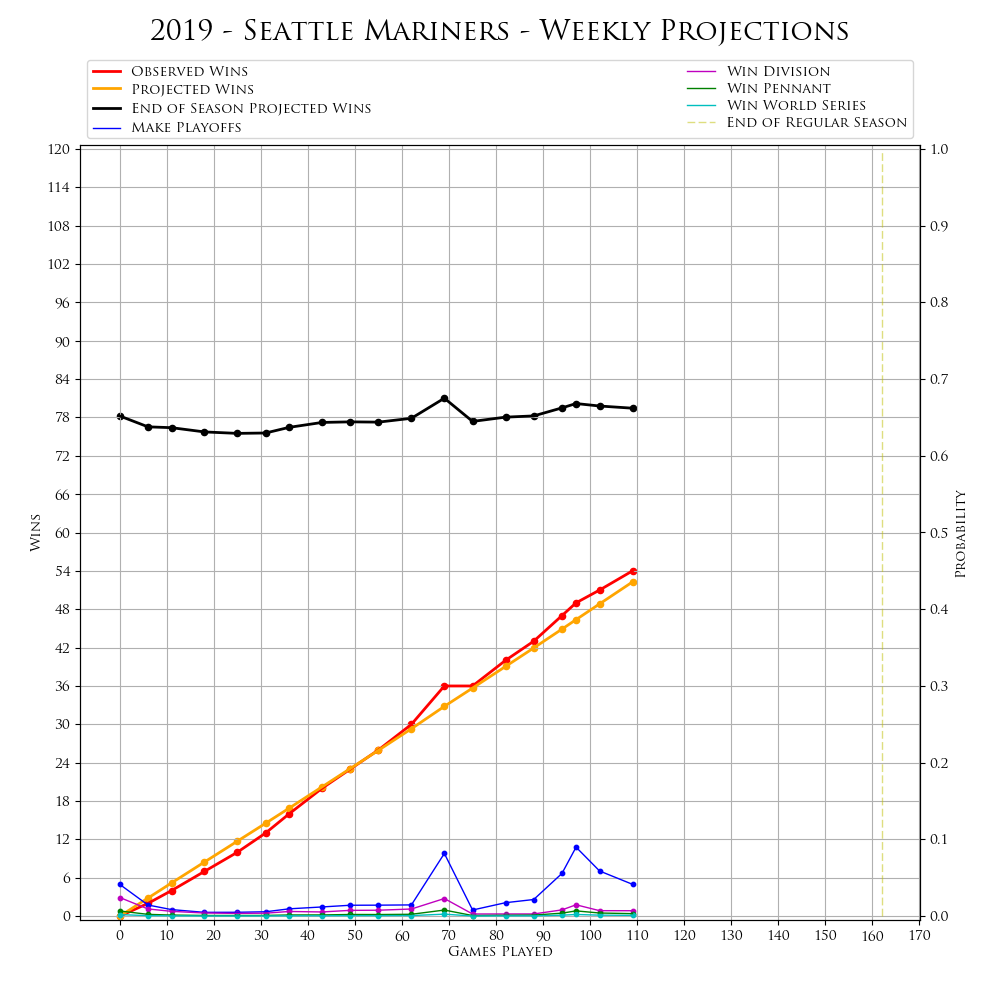 2019 - Seattle Mariners - Weekly Projections
Observed Wins
Projected Wins
End of Season Projected Wins
Make Playoffs
Win Division
Win Pennant
Win World Series
End of Regular Season
120
114
108
102
96
90
84
78
72
66
60
54
48
42
36
30
24
18
12
6
0
Wins
1.0
0.9
0.8
0.7
0.6
0.5
0.4
0.3
0.2
0.1
0.0
Probability
0 10 20 30 40 50 60 70 80 90 100 110 120 130 140 150 160 170
Games Played